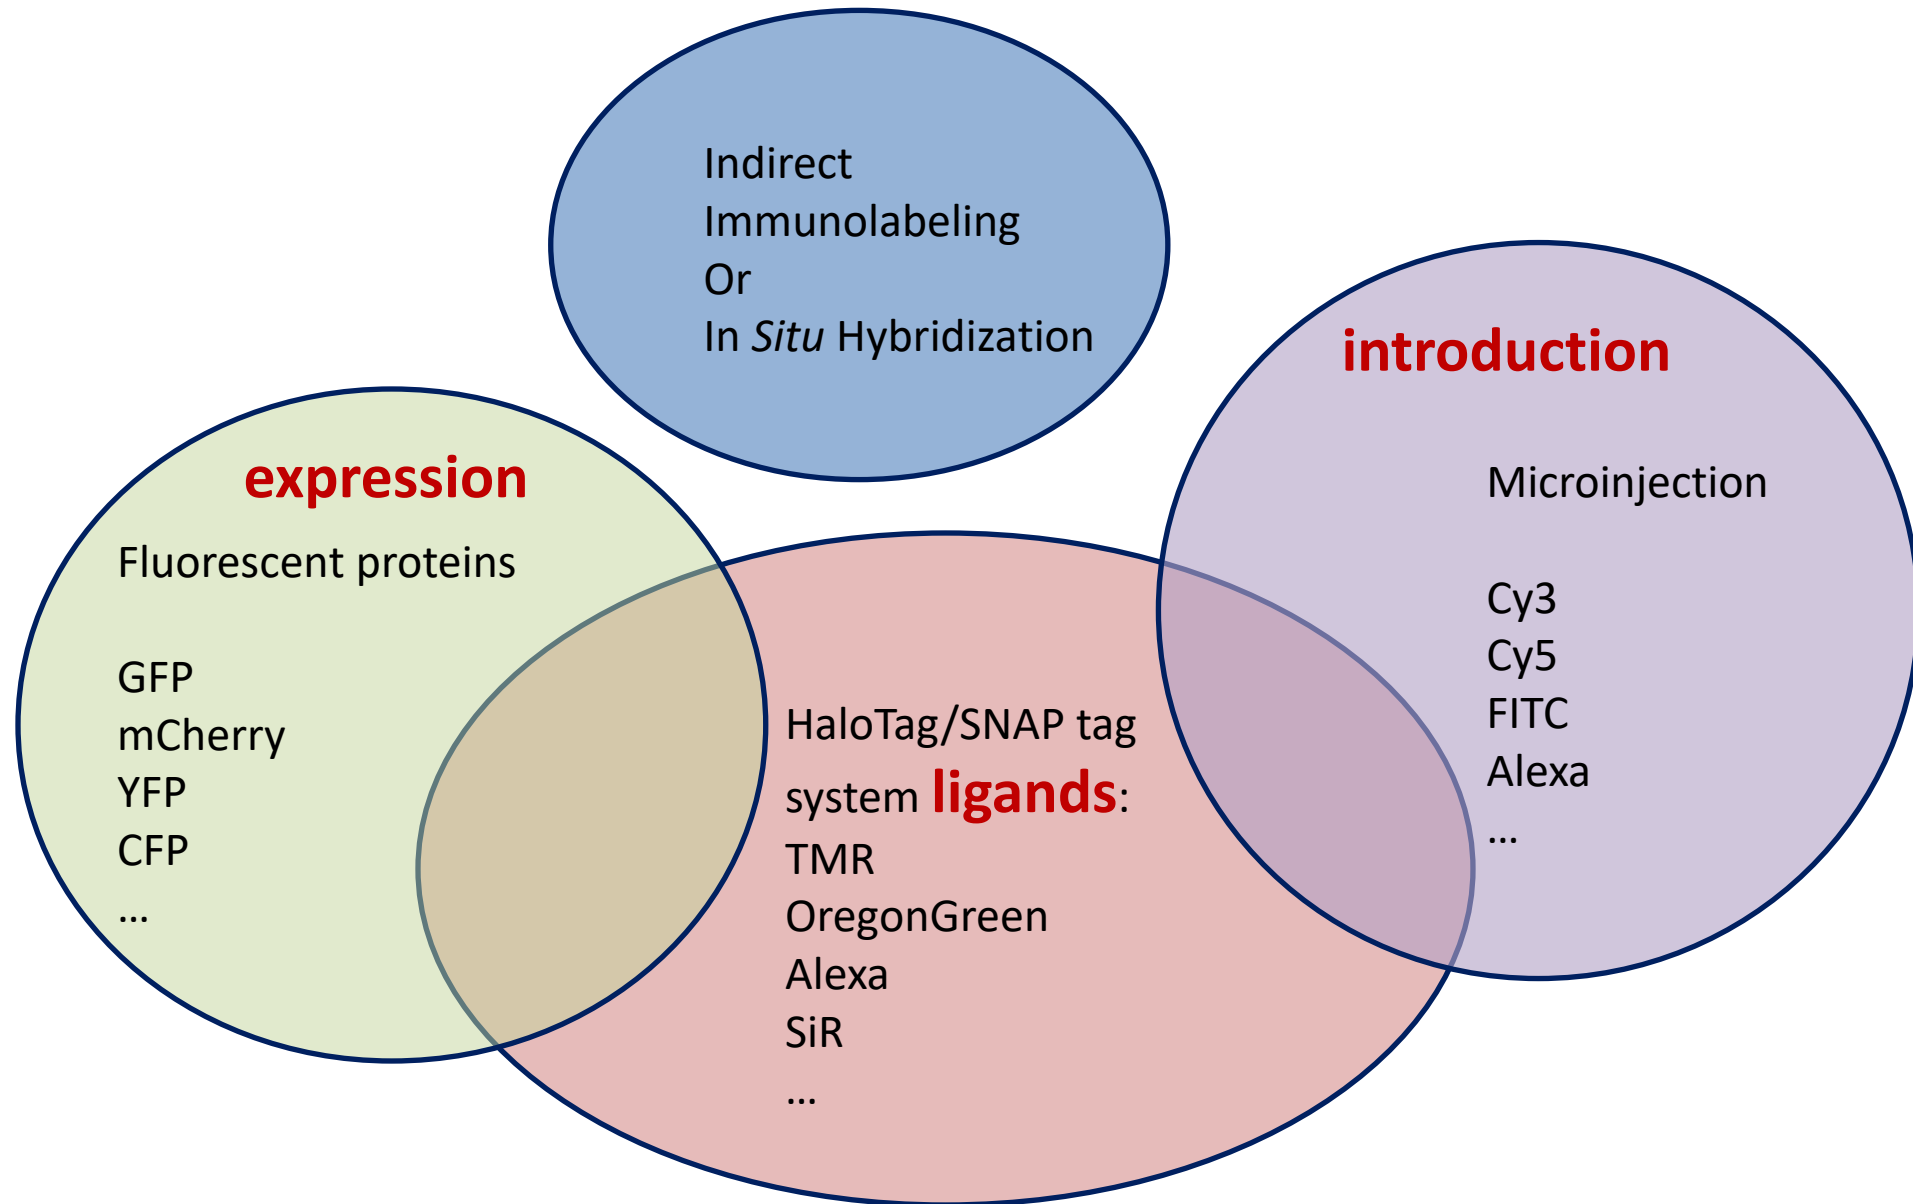 Indirect
Immunolabeling
Or
In Situ Hybridization
expression
Fluorescent proteins
GFP
mCherry
YFP
CFP
...
HaloTag/SNAP tag
system ligands:
TMR
OregonGreen
Alexa
SiR
...
introduction
Microinjection
Cy3
Cy5
FITC
Alexa
...